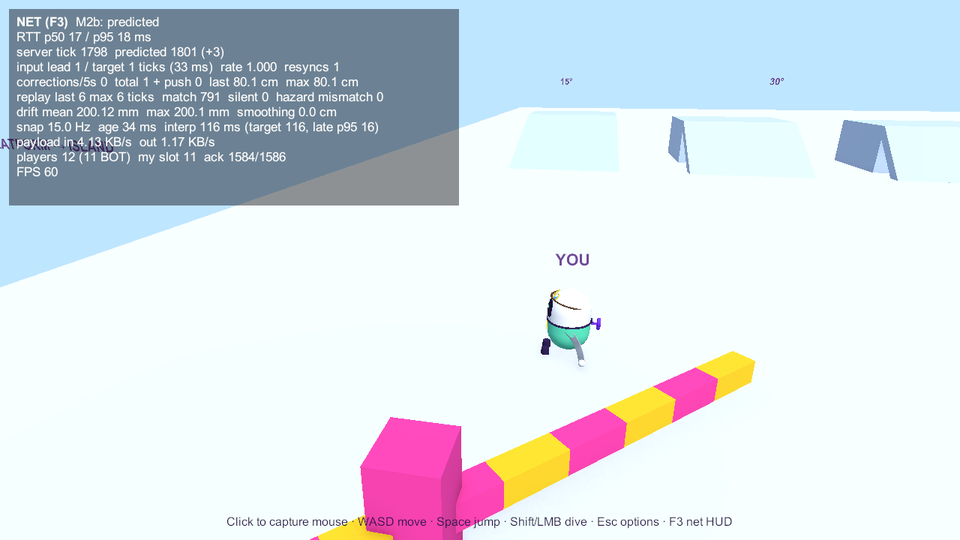 NET (F3) M2b: predicted
RTT p50 17 / p95 18 ms
server tick 1798 predicted 1801 (+3)
input lead 1 / target 1 ticks (33 ms) rate 1.000 resyncs 1
corrections/5s 0 total 1 + push 0 last 80.1 cm max 80.1 cm
replay last 6 max 6 ticks match 791 silent 0 hazard mismatch 0
drift mean 200.12 mm max 200.1 mm smoothing 0.0 cm
snap 15.0 Hz age 34 ms interp 116 ms (target 116, late p95 16)
payload in 4.13 KB/s out 1.17 KB/s
players 12 (11 BOT) my slot 11 ack 1584/1586
FPS 60
15°
30°
ISLAND
YOU
Click to capture mouse · WASD move · Space jump · Shift/LMB dive · Esc options · F3 net HUD